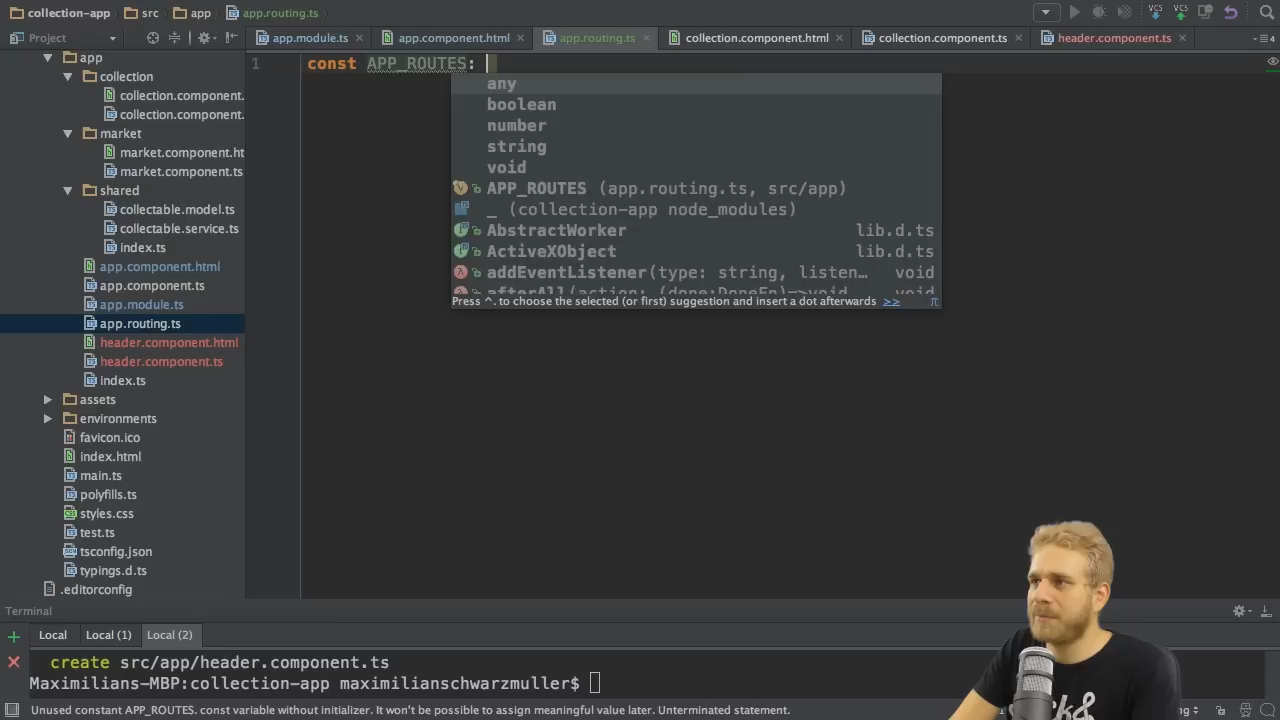 collection-app src app app.routing.ts
Project
app.module.ts app.component.html app.routing.ts collection.component.html collection.component.ts header.component.ts
app
collection
collection.component.
collection.component.
market
market.component.ht
market.component.ts
shared
collectable.model.ts
collectable.service.ts
index.ts
app.component.html
app.component.ts
app.module.ts
app.routing.ts
header.component.html
header.component.ts
index.ts
assets
environments
favicon.ico
index.html
main.ts
polyfills.ts
styles.css
test.ts
tsconfig.json
typings.d.ts
.editorconfig
1 const APP_ROUTES:
any
boolean
number
string
void
APP_ROUTES (app.routing.ts, src/app)
_ (collection-app node_modules)
AbstractWorker lib.d.ts
ActiveXObject lib.d.ts
addEventListener(type: string, listen… void
afterAll(action: (done:DoneFn)=>void void
Press ^. to choose the selected (or first) suggestion and insert a dot afterwards >> π
Terminal
Local Local (1) Local (2)
create src/app/header.component.ts
Maximilians-MBP:collection-app maximilianschwarzmuller$
Unused constant APP_ROUTES. const variable without initializer. It won't be possible to assign meaningful value later. Unterminated statement.